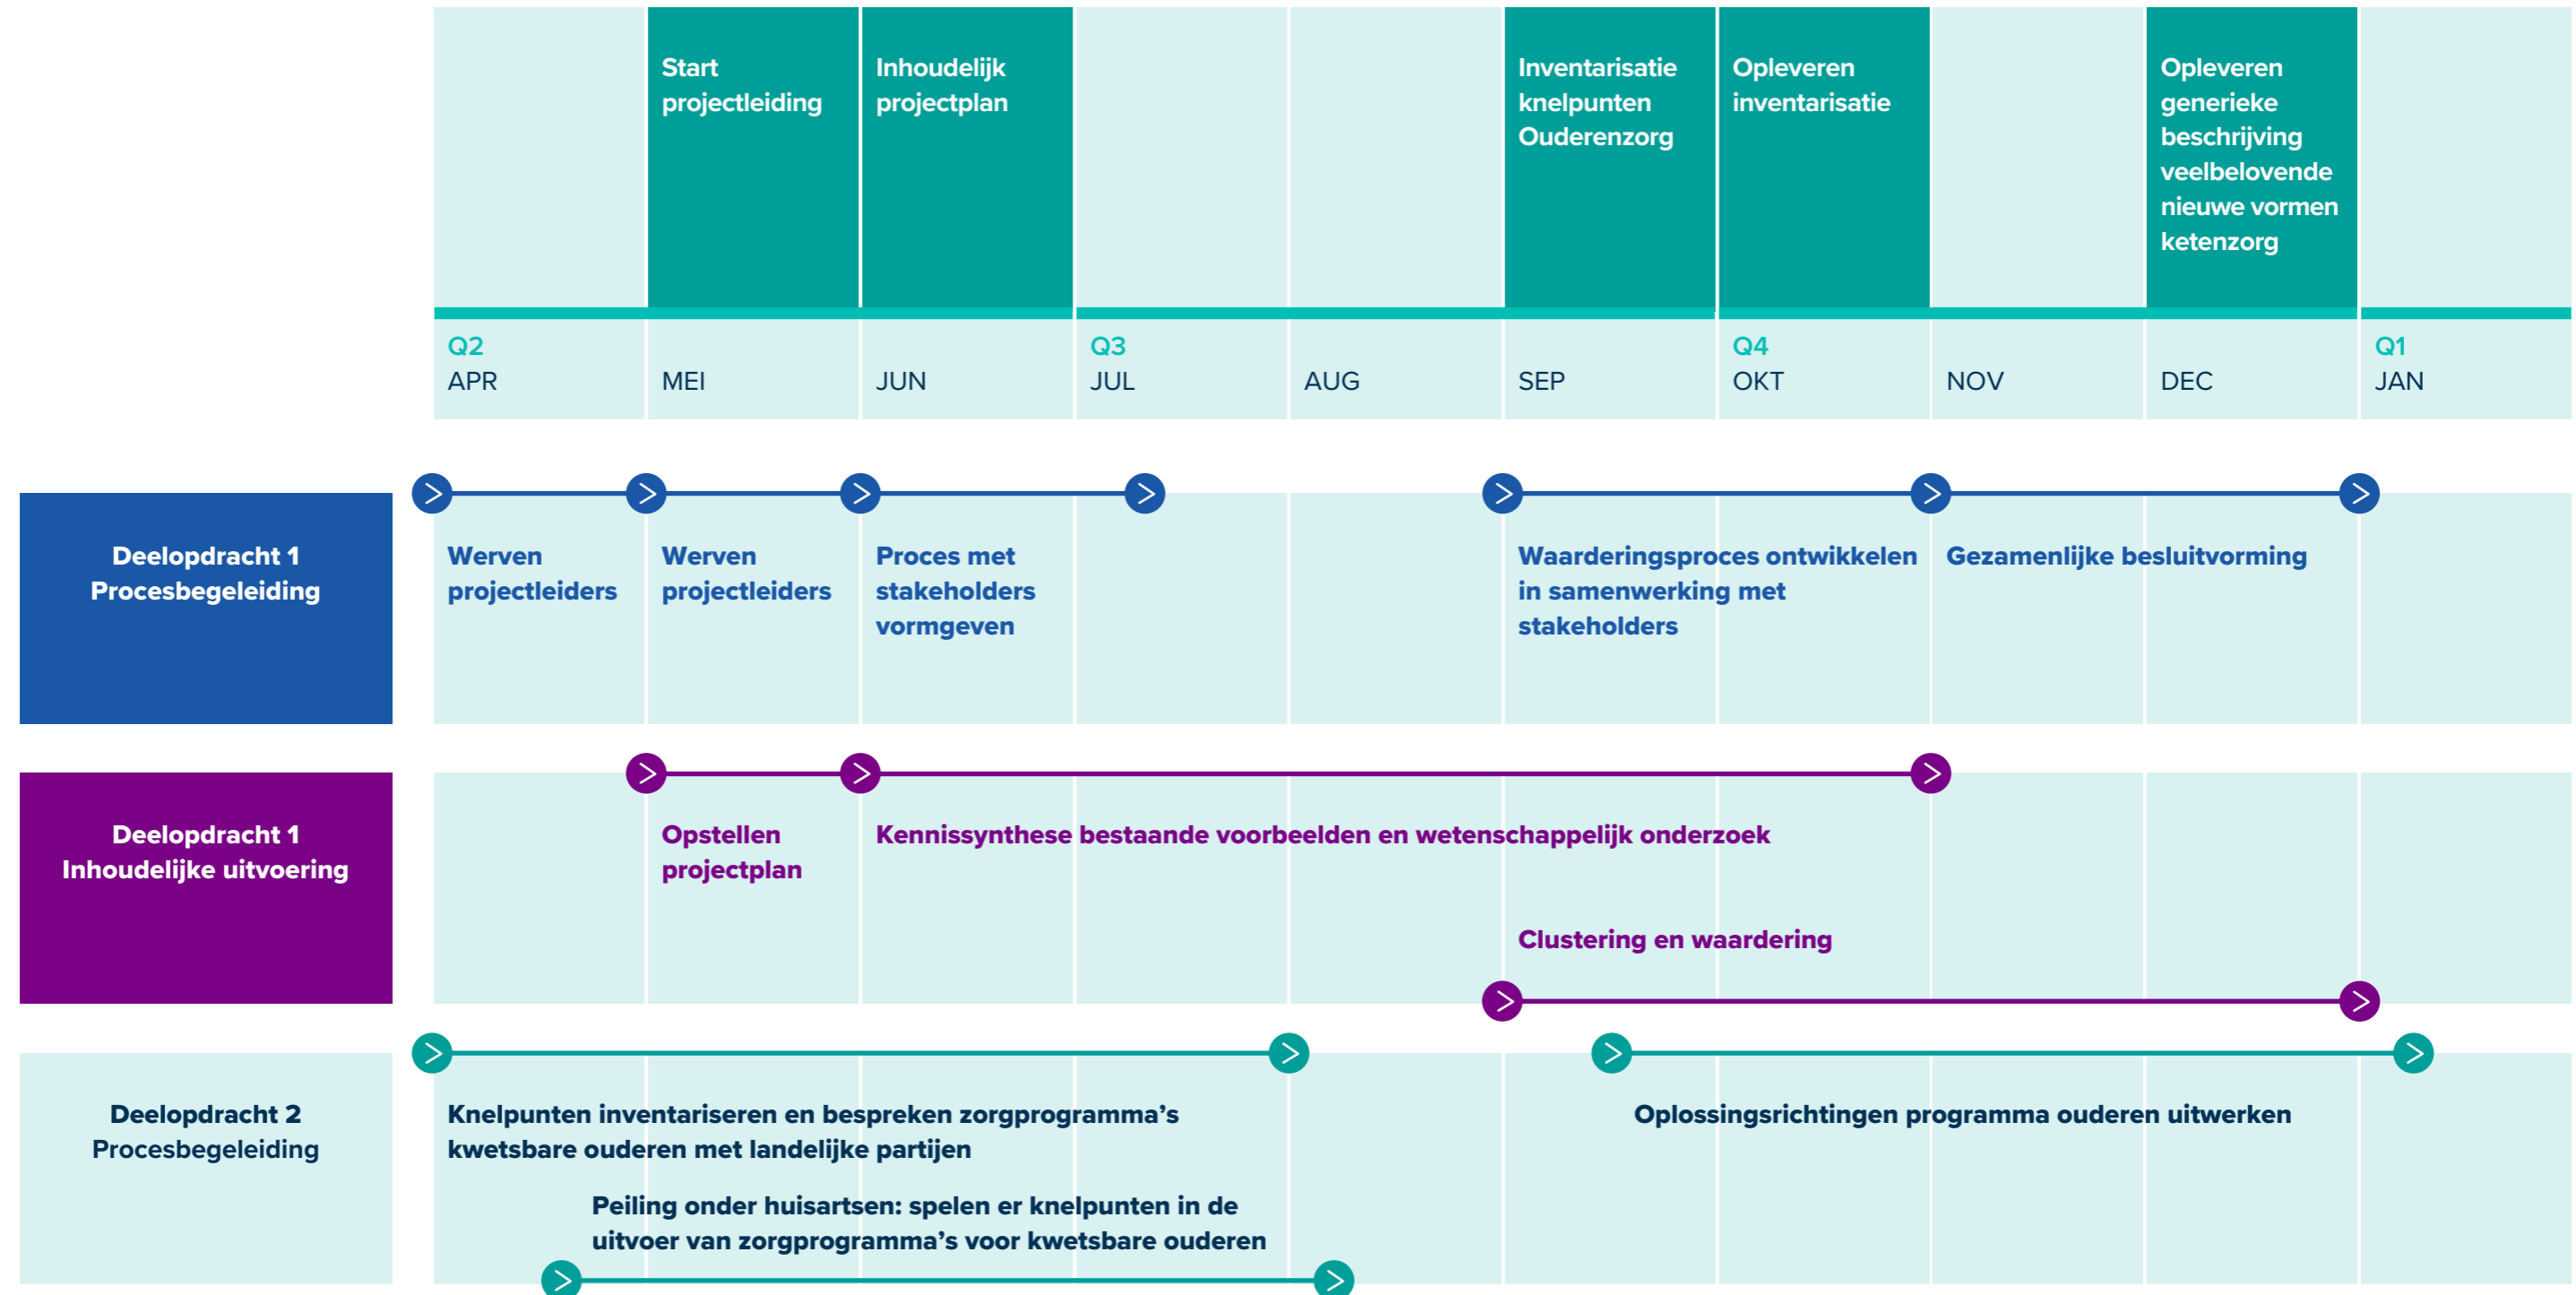 Start
projectleiding
Inhoudelijk
projectplan
Inventarisatie
knelpunten
Ouderenzorg
Opleveren
inventarisatie
Opleveren
generieke
beschrijving
veelbelovende
nieuwe vormen
ketenzorg
Q2
APR
MEI
JUN
Q3
JUL
AUG
SEP
Q4
OKT
NOV
DEC
Q1
JAN
Deelopdracht 1
Procesbegeleiding
Werven
projectleiders
Werven
projectleiders
Proces met
stakeholders
vormgeven
Waarderingsproces ontwikkelen
in samenwerking met
stakeholders
Gezamenlijke besluitvorming
Deelopdracht 1
Inhoudelijke uitvoering
Opstellen
projectplan
Kennissynthese bestaande voorbeelden en wetenschappelijk onderzoek
Clustering en waardering
Deelopdracht 2
Procesbegeleiding
Knelpunten inventariseren en bespreken zorgprogramma’s
kwetsbare ouderen met landelijke partijen
Oplossingsrichtingen programma ouderen uitwerken
Peiling onder huisartsen: spelen er knelpunten in de
uitvoer van zorgprogramma’s voor kwetsbare ouderen